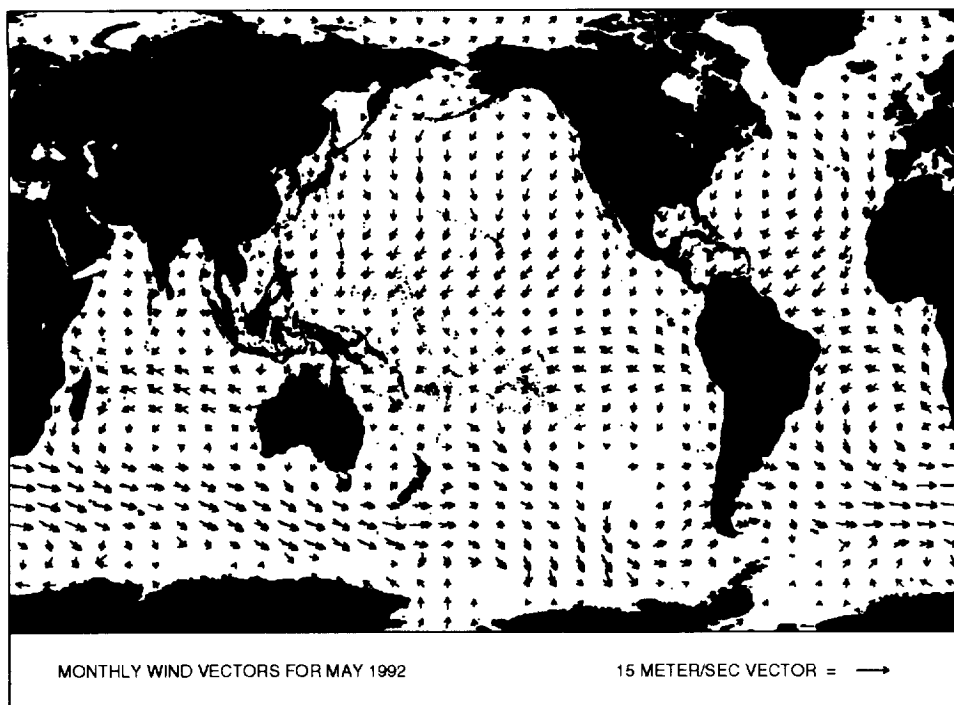 MONTHLY WIND VECTORS FOR MAY 1992
15 METER/SEC VECTOR =